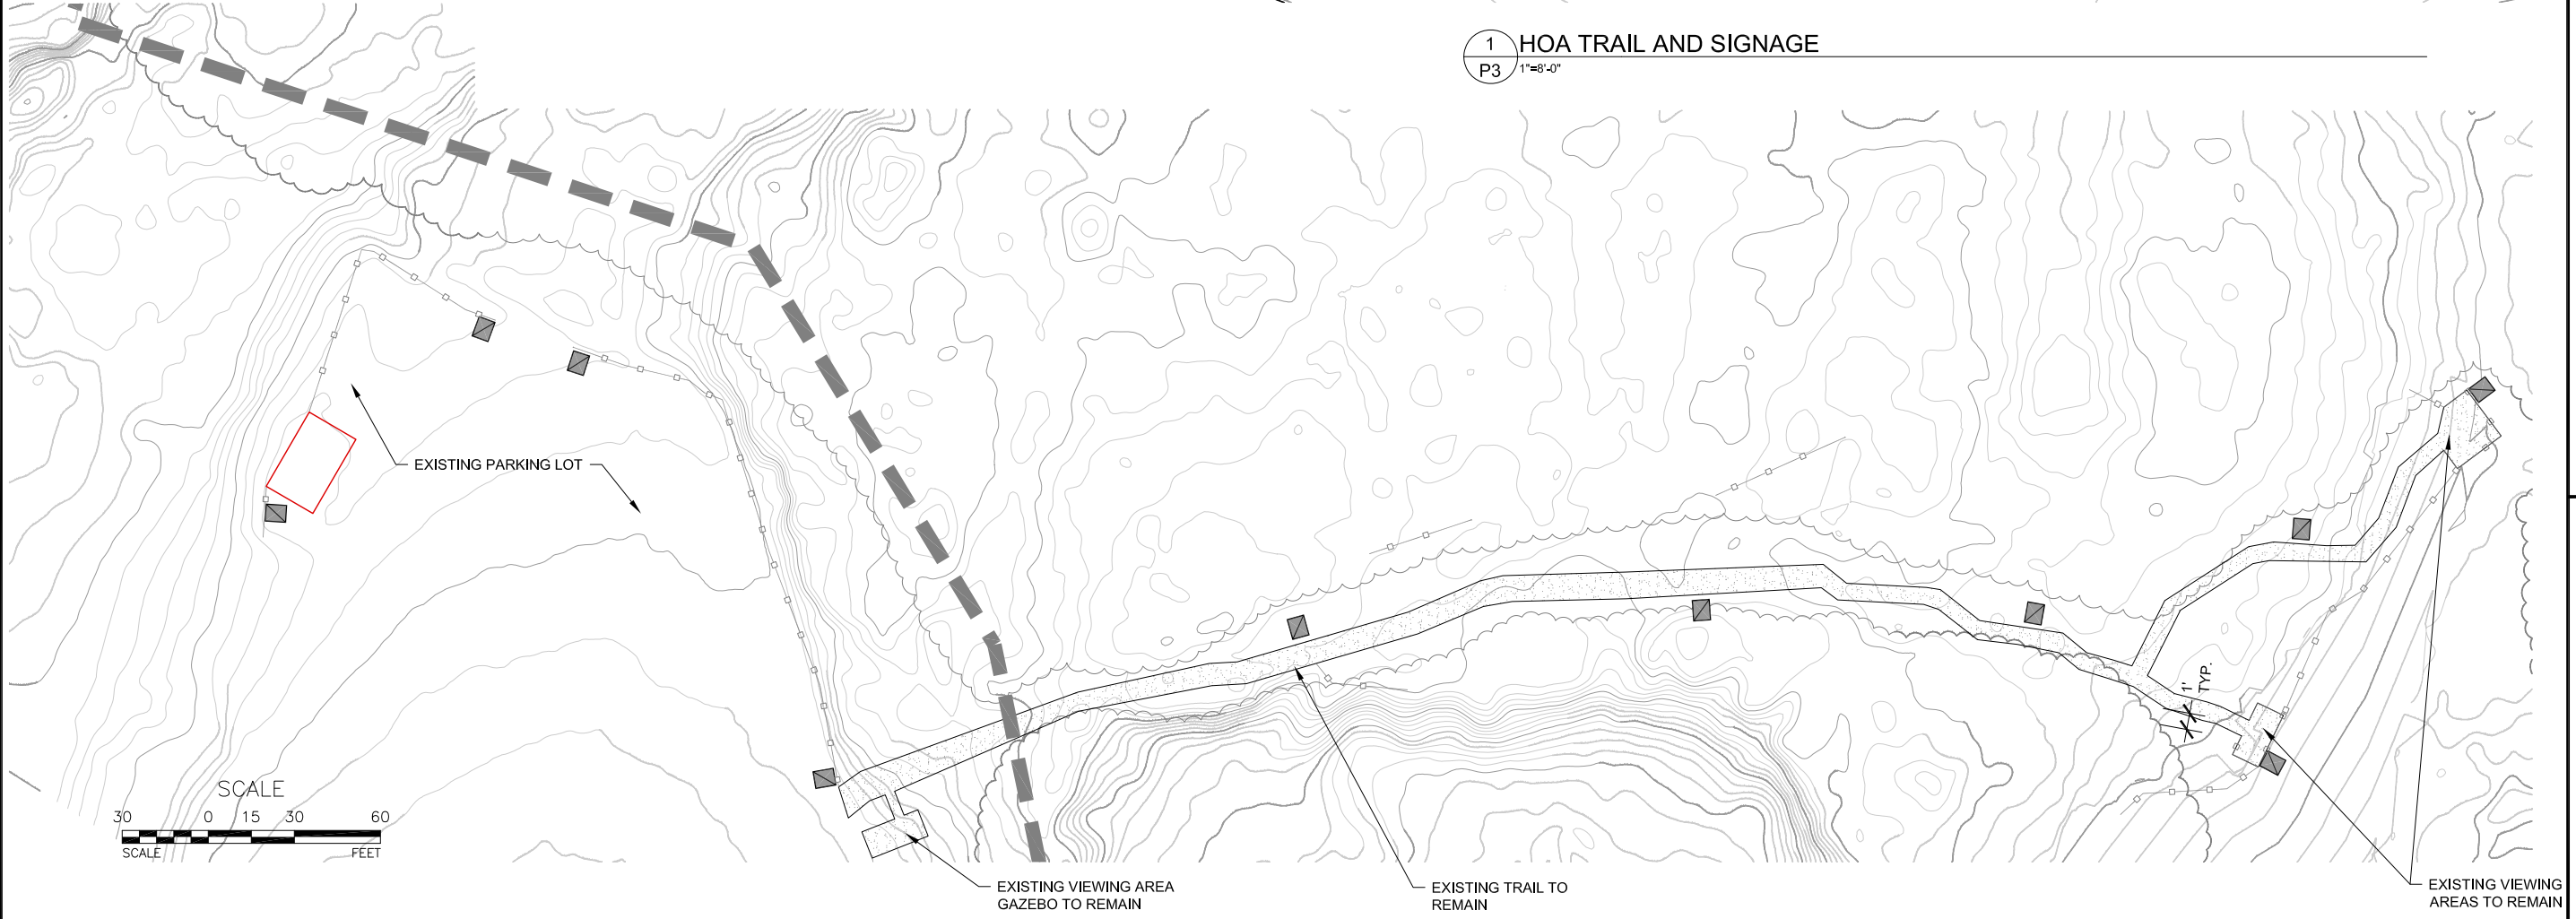 1
HOA TRAIL AND SIGNAGE
P3
1"=8'-0"
EXISTING PARKING LOT
1'
TYP.
SCALE
30 0 15 30 60
SCALE FEET
EXISTING VIEWING AREA
GAZEBO TO REMAIN
EXISTING TRAIL TO
REMAIN
EXISTING VIEWING
AREAS TO REMAIN